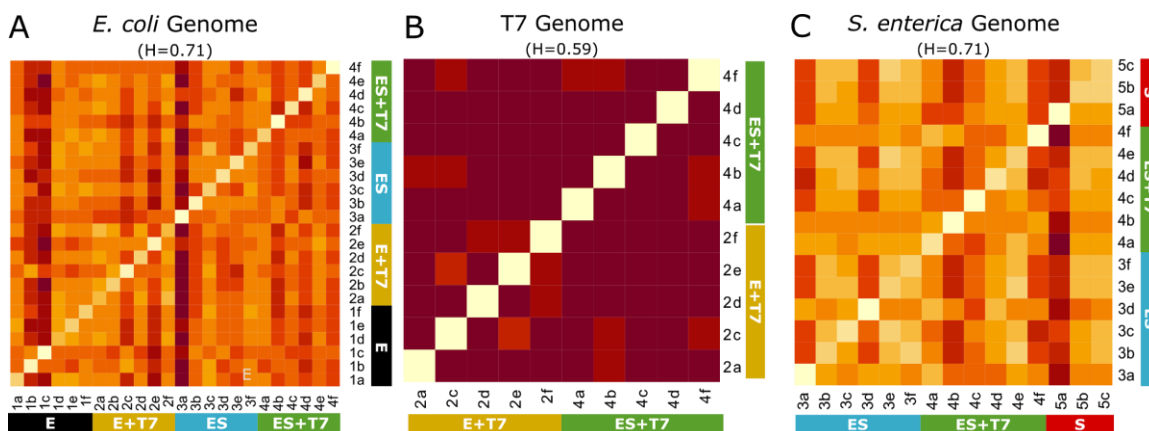 A
E. coli Genome
(H=0.71)
4f
4e
4d
4c
4b
4a
3f
3e
3d
3c
3b
3a
2f
2e
2d
2c
2b
2a
1f
1e
1d
1c
1b
1a
ES+T7
ES
E+T7
E
E
1a 1b 1c 1d 1e 1f 2a 2b 2c 2d 2e 2f 3a 3b 3c 3d 3e 3f 4a 4b 4c 4d 4e 4f
E E+T7 ES ES+T7
B
T7 Genome
(H=0.59)
4f
4d
4c
4b
4a
2f
2e
2d
2c
2a
ES+T7
E+T7
2a 2c 2d 2e 2f 4a 4b 4c 4d 4f
E+T7 ES+T7
C
S. enterica Genome
(H=0.71)
5c
5b
5a
4f
4e
4d
4c
4b
4a
3f
3e
3d
3c
3b
3a
S
ES+T7
ES
3a 3b 3c 3d 3e 3f 4a 4b 4c 4d 4e 4f 5a 5b 5c
ES ES+T7 S